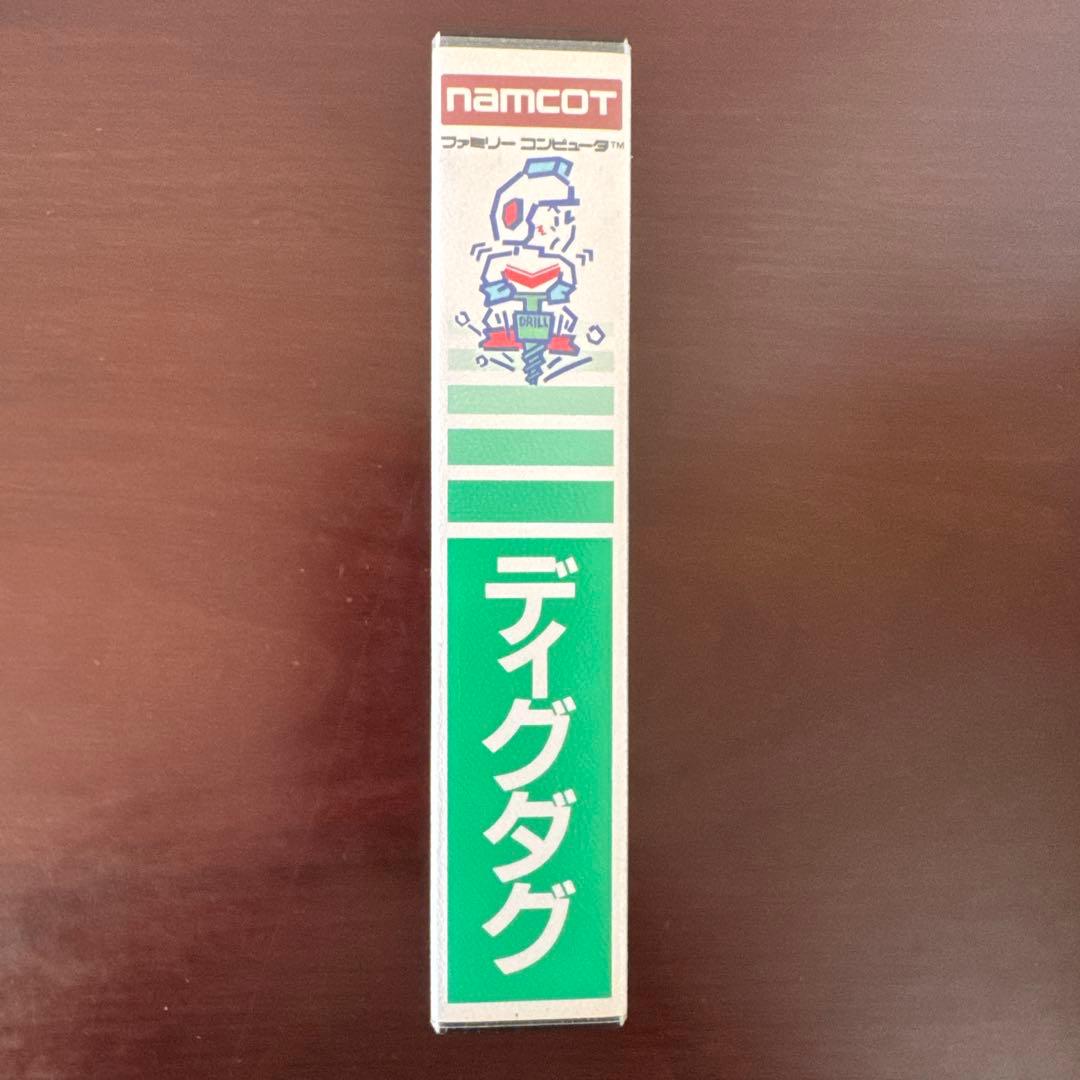 namcot
ファミリー コンピュータ™
DRILL
ディグダグ